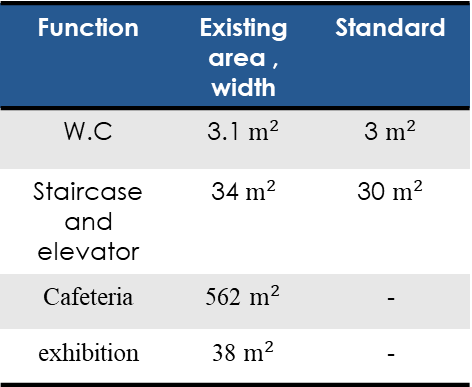 Function Existing Standard
area ,
width
W.C 3.1 m² 3 m²
Staircase 34 m² 30 m²
and
elevator
Cafeteria 562 m² -
exhibition 38 m² -